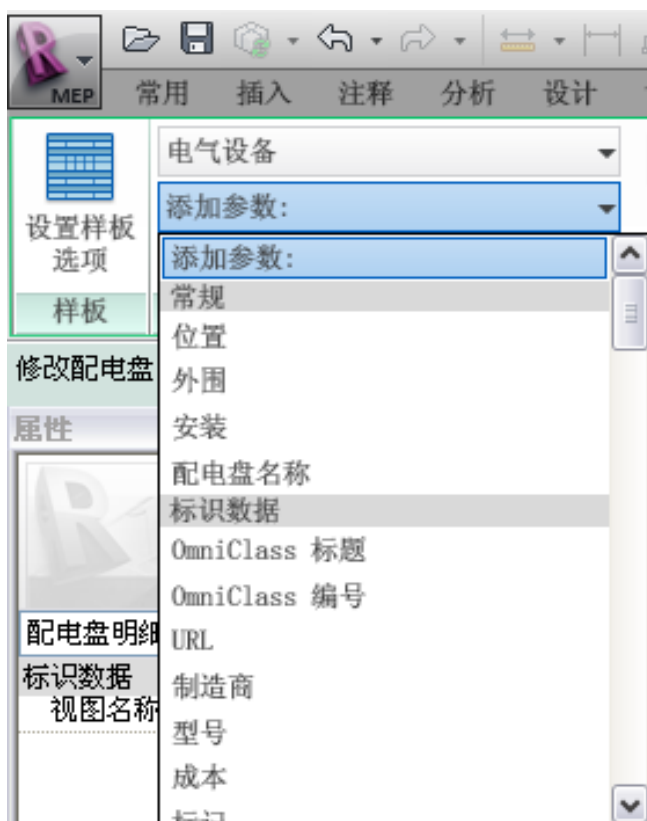 MEP
常用 插入 注释 分析 设计
电气设备
添加参数:
设置样板
选项
样板
添加参数:
常规
位置
外围
安装
配电盘名称
标识数据
OmniClass 标题
OmniClass 编号
URL
制造商
型号
成本
标记
修改配电盘
属性
配电盘明细
标识数据
视图名称